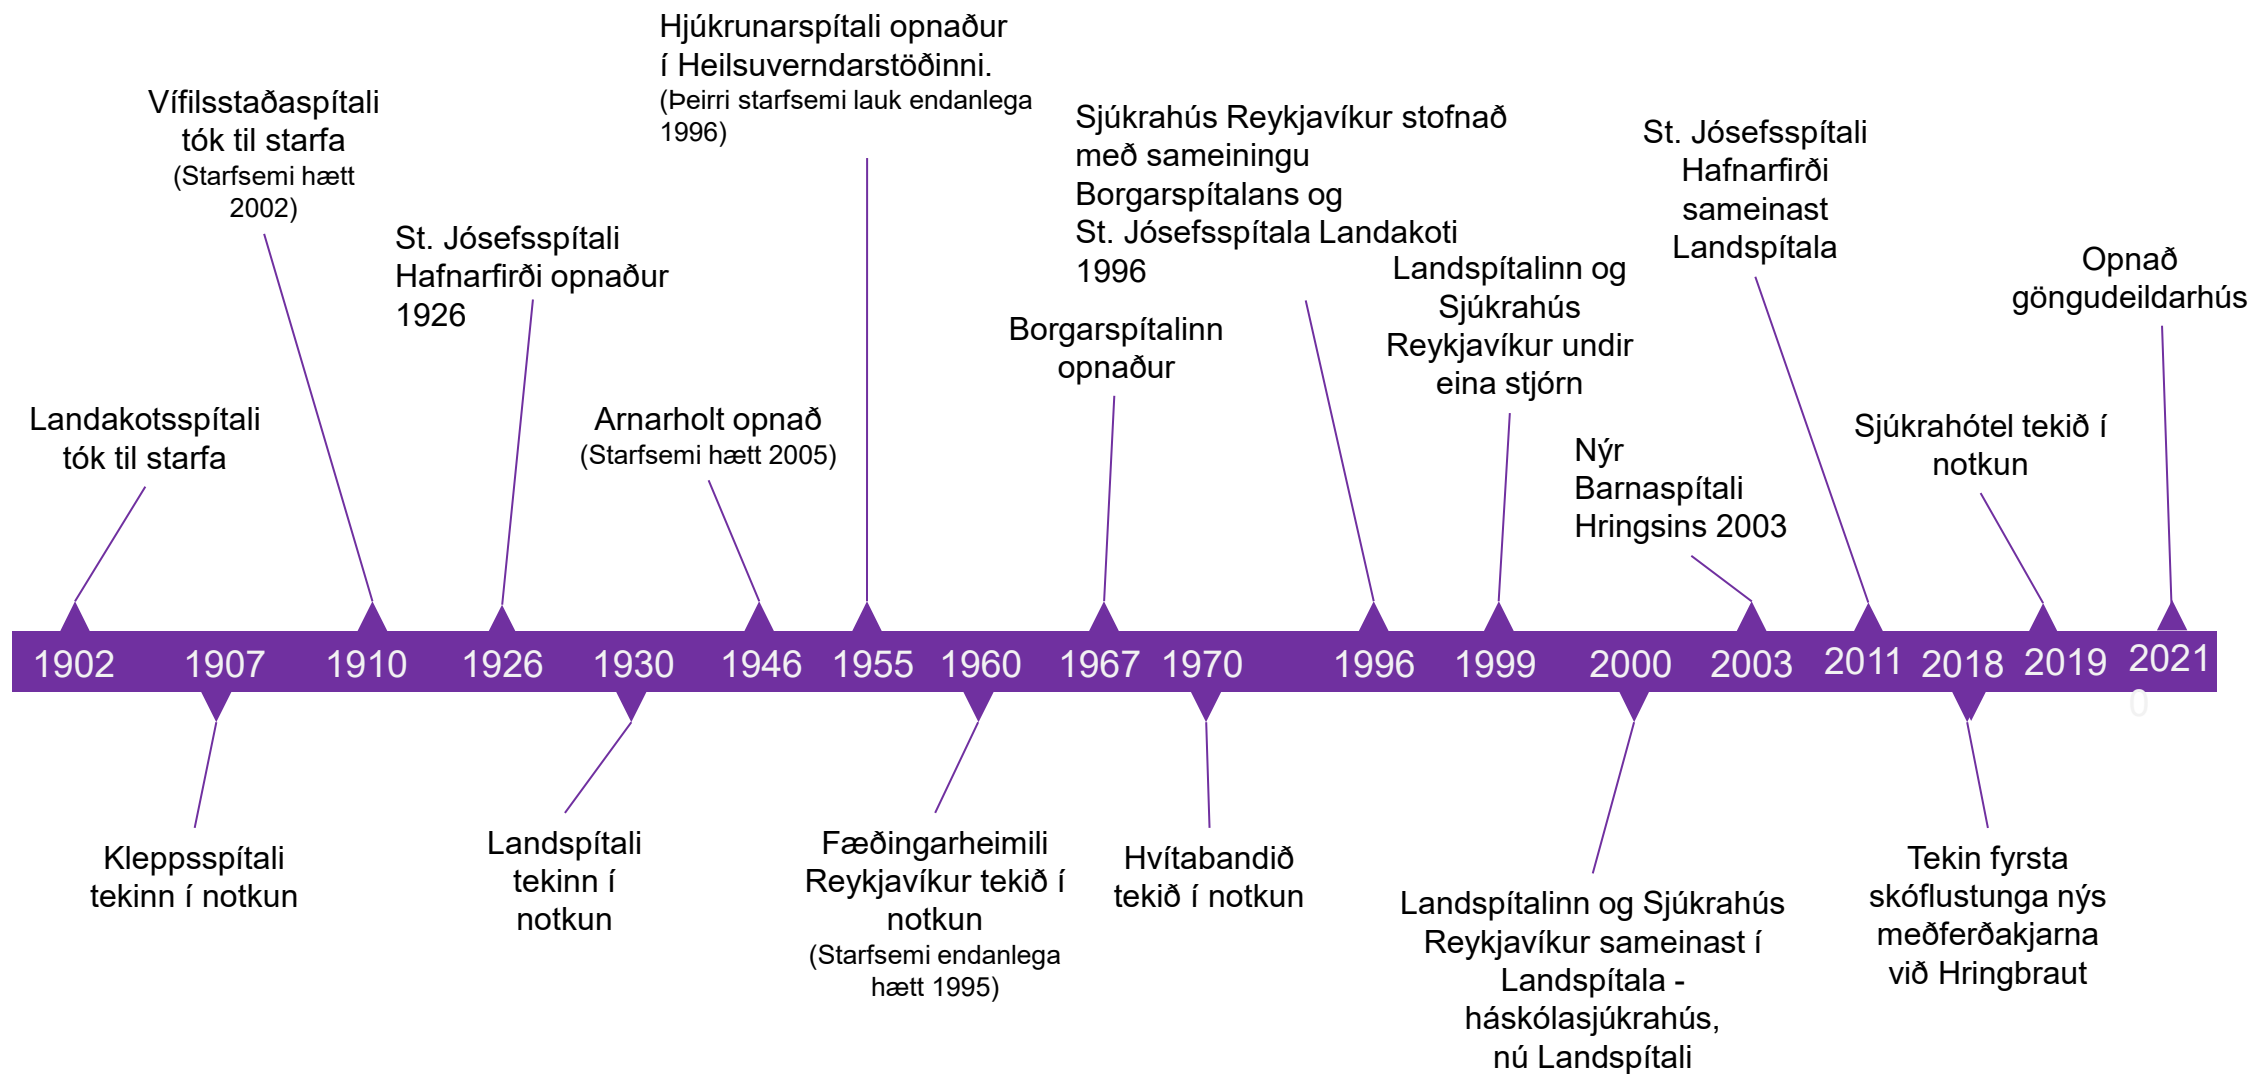 Hjúkrunarspítali opnaður
í Heilsuverndarstöðinni.
(Þeirri starfsemi lauk endanlega
1996)
Vífilsstaðaspítali
tók til starfa
(Starfsemi hætt
2002)
Sjúkrahús Reykjavíkur stofnað
með sameiningu
Borgarspítalans og
St. Jósefsspítala Landakoti
1996
St. Jósefsspítali
Hafnarfirði
sameinast
Landspítala
St. Jósefsspítali
Hafnarfirði opnaður
1926
Opnað
göngudeildarhús
Landspítalinn og
Sjúkrahús
Reykjavíkur undir
eina stjórn
Borgarspítalinn
opnaður
Landakotsspítali
tók til starfa
Arnarholt opnað
(Starfsemi hætt 2005)
Nýr
Barnaspítali
Hringsins 2003
Sjúkrahótel tekið í
notkun
1902 1907 1910 1926 1930 1946 1955 1960 1967 1970 1996 1999 2000 2003 2011 2018 2019 2021
0
Kleppsspítali
tekinn í notkun
Landspítali
tekinn í
notkun
Fæðingarheimili
Reykjavíkur tekið í
notkun
(Starfsemi endanlega
hætt 1995)
Hvítabandið
tekið í notkun
Landspítalinn og Sjúkrahús
Reykjavíkur sameinast í
Landspítala -
háskólasjúkrahús,
nú Landspítali
Tekin fyrsta
skóflustunga nýs
meðferðakjarna
við Hringbraut